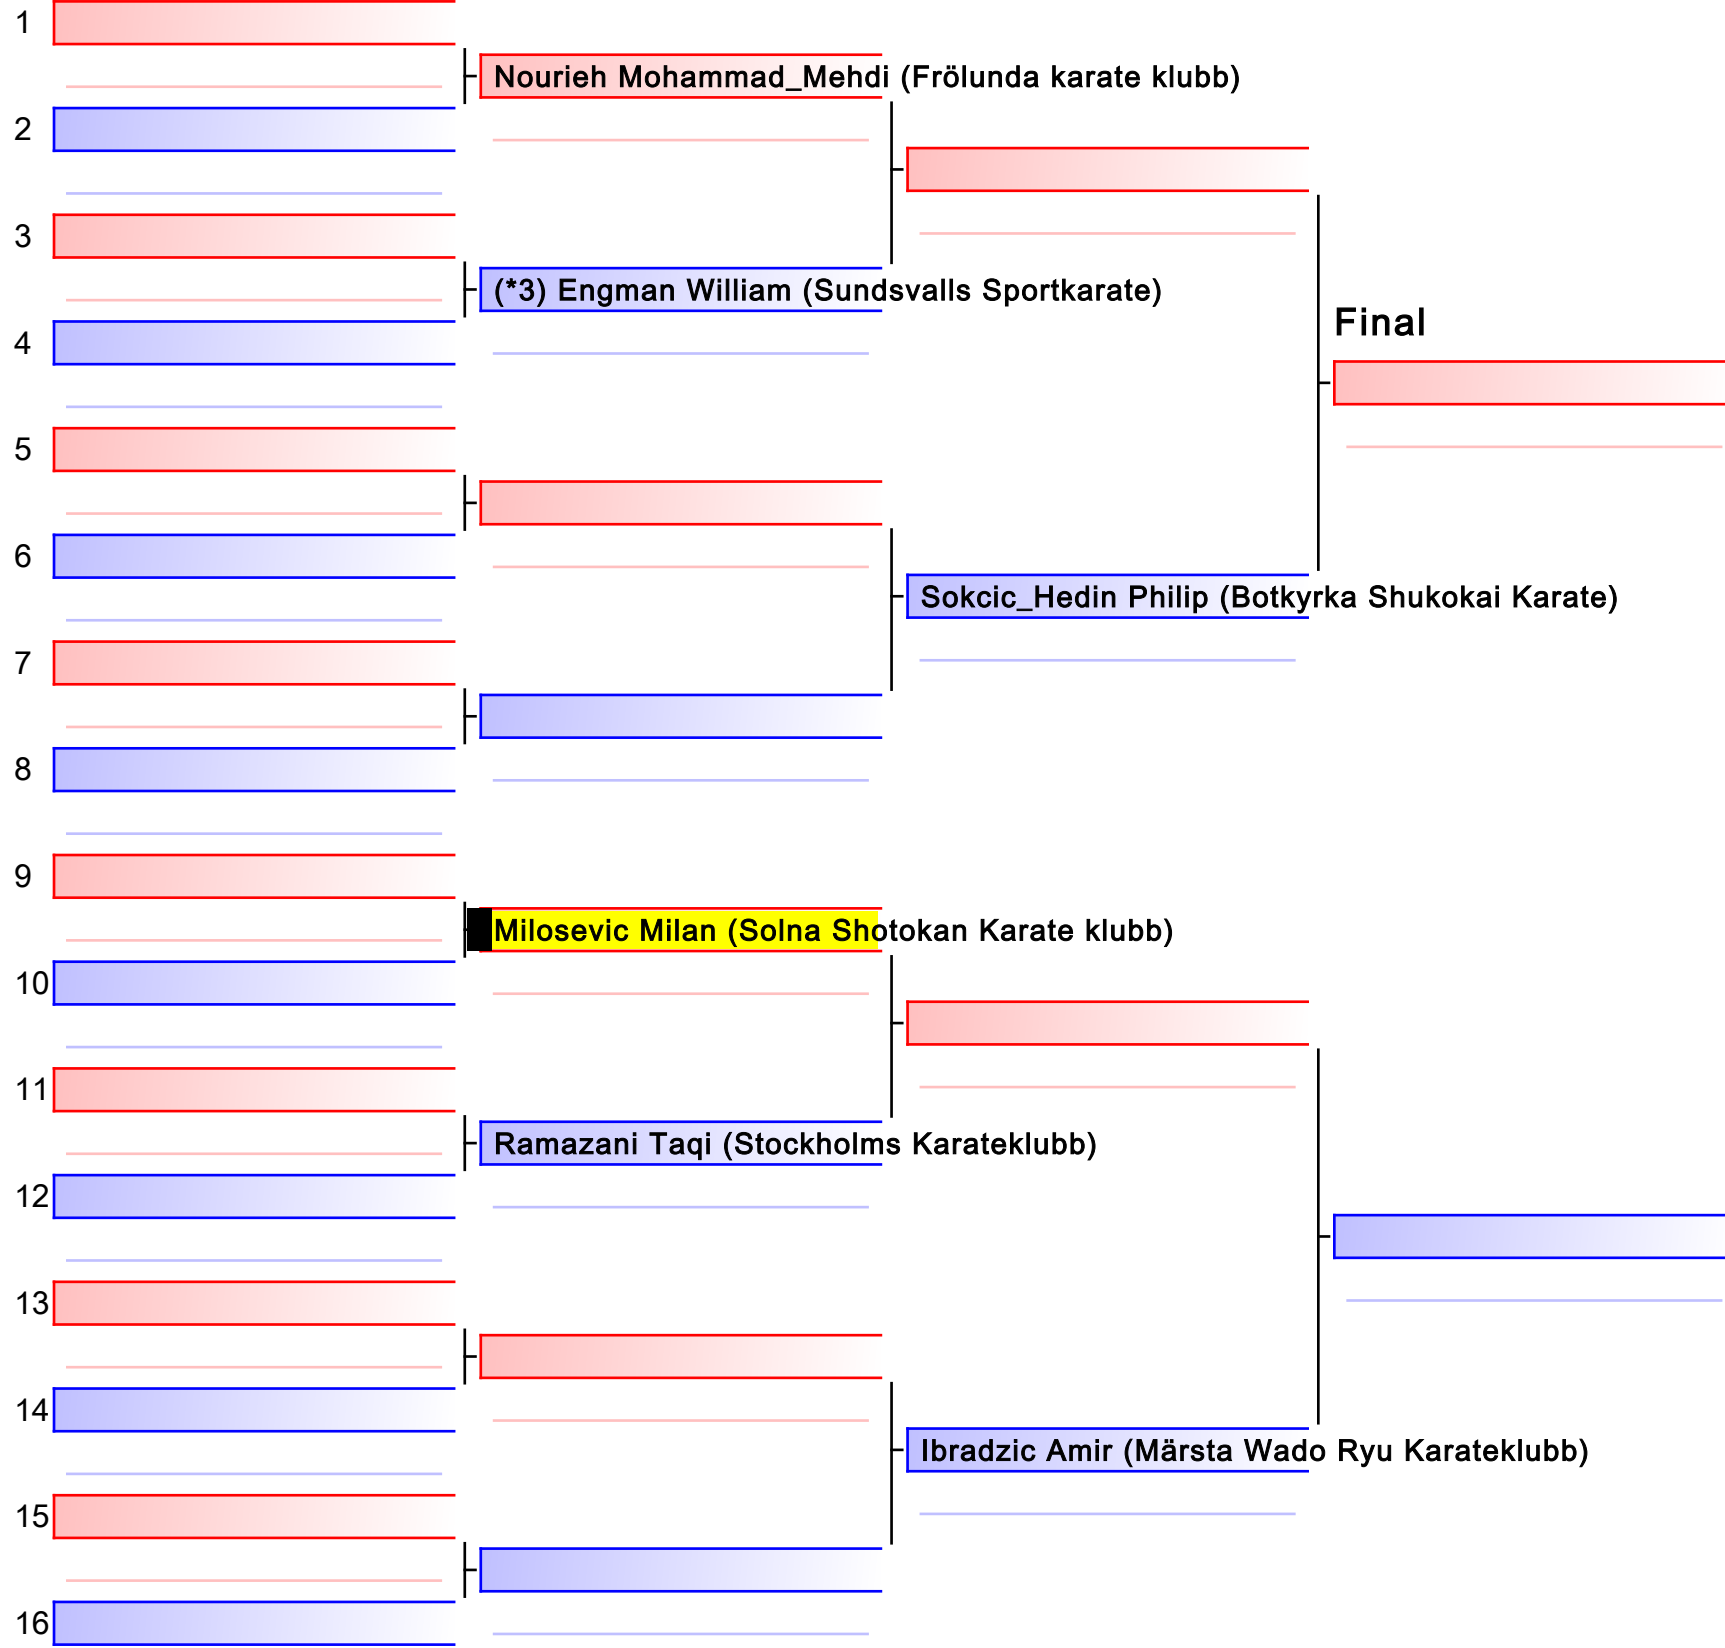 1
Nourieh Mohammad_Mehdi (Frölunda karate klubb)
2
3
(*3) Engman William (Sundsvalls Sportkarate)
Final
4
5
6
Sokcic_Hedin Philip (Botkyrka Shukokai Karate)
7
8
9
Milosevic Milan (Solna Shotokan Karate klubb)
10
11
Ramazani Taqi (Stockholms Karateklubb)
12
13
14
Ibradzic Amir (Märsta Wado Ryu Karateklubb)
15
16